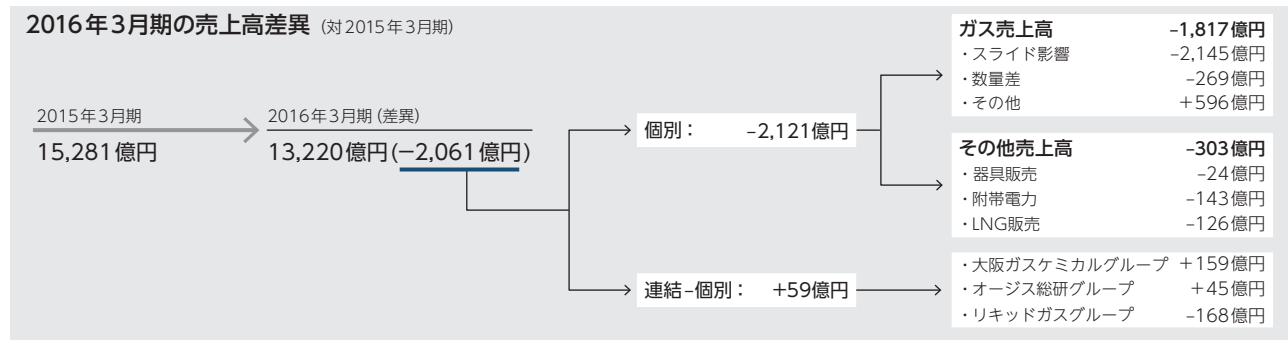 2016年3月期の売上高差異 (対2015年3月期)
2015年3月期
15,281億円
2016年3月期 (差異)
13,220億円(−2,061億円)
個別： –2,121億円
ガス売上高 –1,817億円
・スライド影響 –2,145億円
・数量差 –269億円
・その他 +596億円
その他売上高 –303億円
・器具販売 –24億円
・附帯電力 –143億円
・LNG販売 –126億円
連結–個別： +59億円
・大阪ガスケミカルグループ +159億円
・オージス総研グループ +45億円
・リキッドガスグループ –168億円